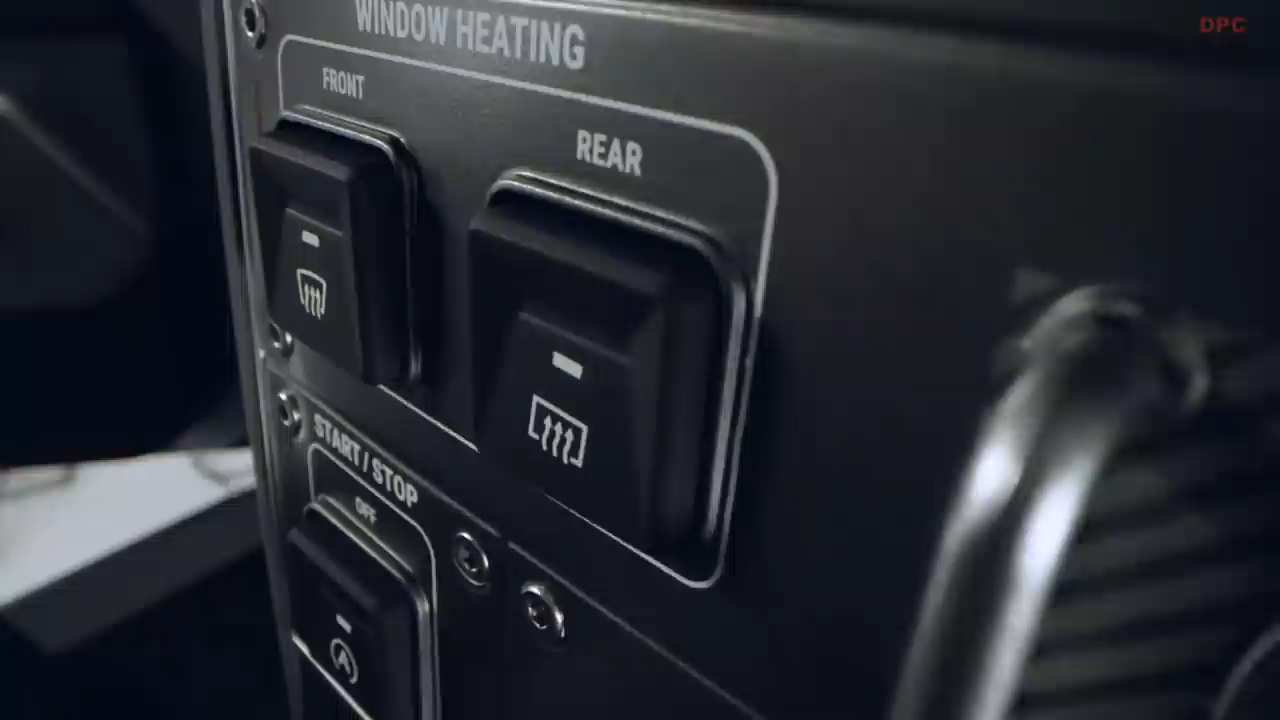 DPC
WINDOW HEATING
FRONT
REAR
START / STOP
OFF
A